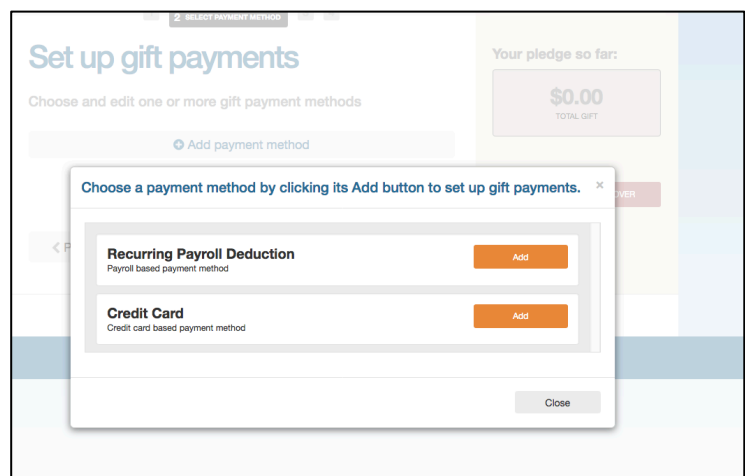 2 SELECT PAYMENT METHOD
Set up gift payments
Choose and edit one or more gift payment methods
Add payment method
Your pledge so far:
$0.00
TOTAL GIFT
Choose a payment method by clicking its Add button to set up gift payments. ×
Recurring Payroll Deduction
Payroll based payment method
Add
Credit Card
Credit card based payment method
Add
Close